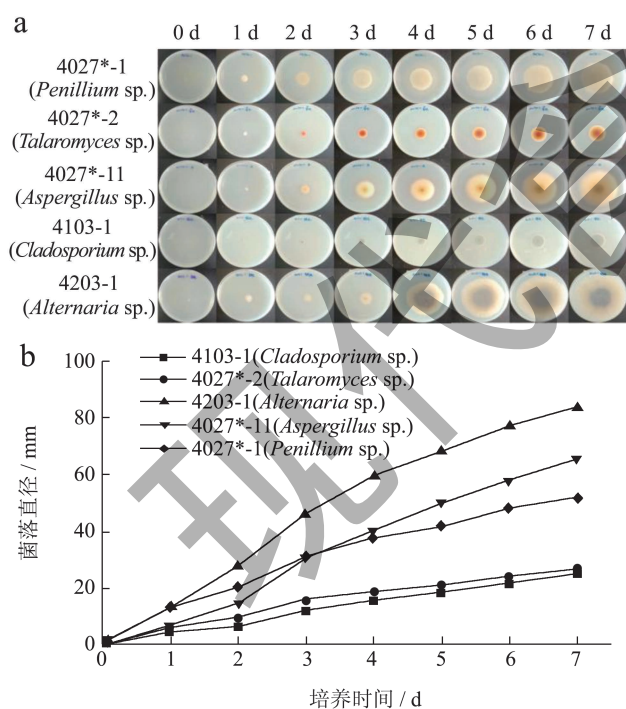 a
0 d 1 d 2 d 3 d 4 d 5 d 6 d 7 d
4027*-1
(Penillium sp.)
4027*-2
(Talaromyces sp.)
4027*-11
(Aspergillus sp.)
4103-1
(Cladosporium sp.)
4203-1
(Alternaria sp.)
b
100
80
60
40
20
0
菌落直径 / mm
4103-1(Cladosporium sp.)
4027*-2(Talaromyces sp.)
4203-1(Alternaria sp.)
4027*-11(Aspergillus sp.)
4027*-1(Penillium sp.)
0 1 2 3 4 5 6 7
培养时间 / d